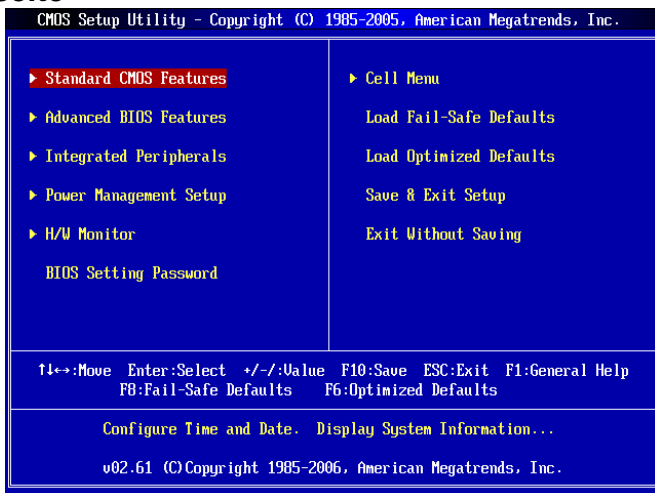 CMOS Setup Utility - Copyright (C) 1985-2005, American Megatrends, Inc.
Standard CMOS Features
Advanced BIOS Features
Integrated Peripherals
Power Management Setup
H/W Monitor
BIOS Setting Password
Cell Menu
Load Fail-Safe Defaults
Load Optimized Defaults
Save & Exit Setup
Exit Without Saving
↑↓↔:Move Enter:Select +/-/:Value F10:Save ESC:Exit F1:General Help
F8:Fail-Safe Defaults F6:Optimized Defaults
Configure Time and Date. Display System Information...
v02.61 (C)Copyright 1985-2006, American Megatrends, Inc.